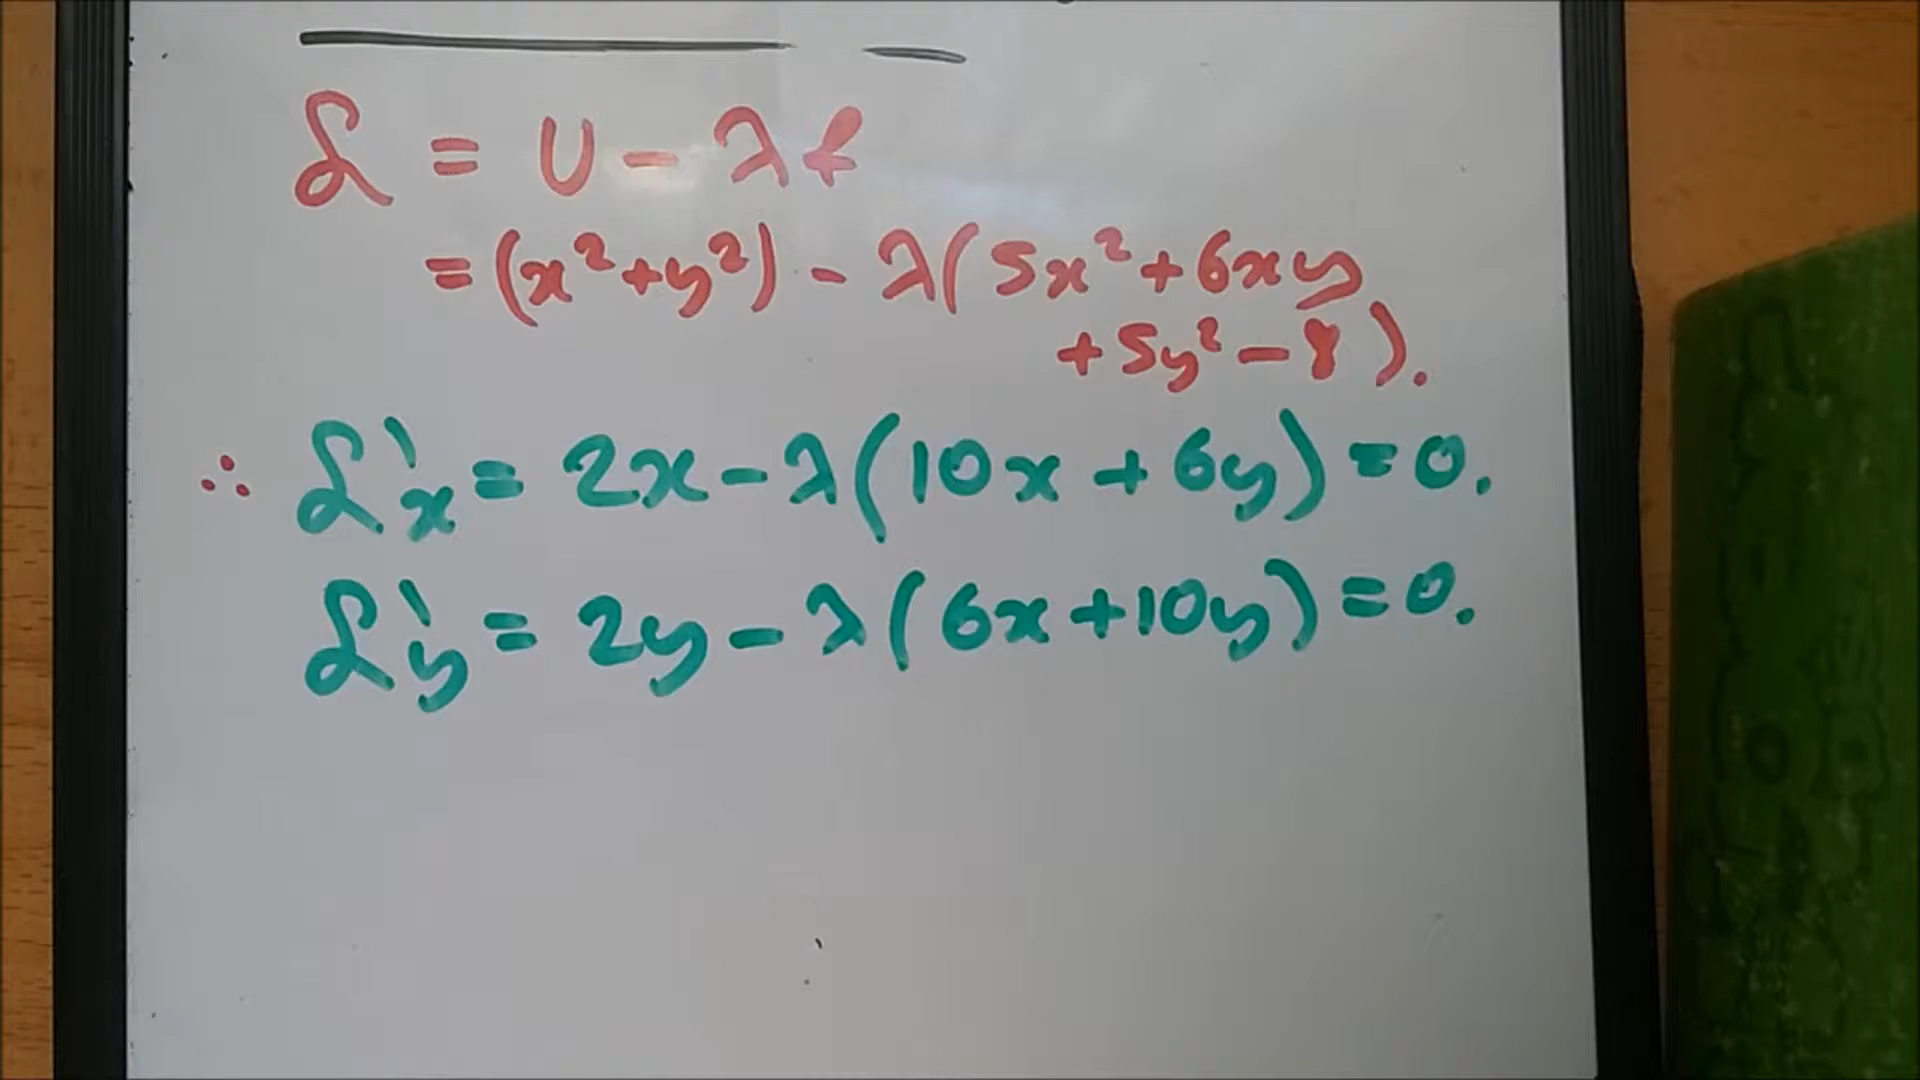 ℒ = U − λf
= (x²+y²) − λ(5x²+6xy
+5y²−8).
∴ ℒ'x = 2x − λ(10x + 6y) = 0.
ℒ'y = 2y − λ(6x+10y) = 0.